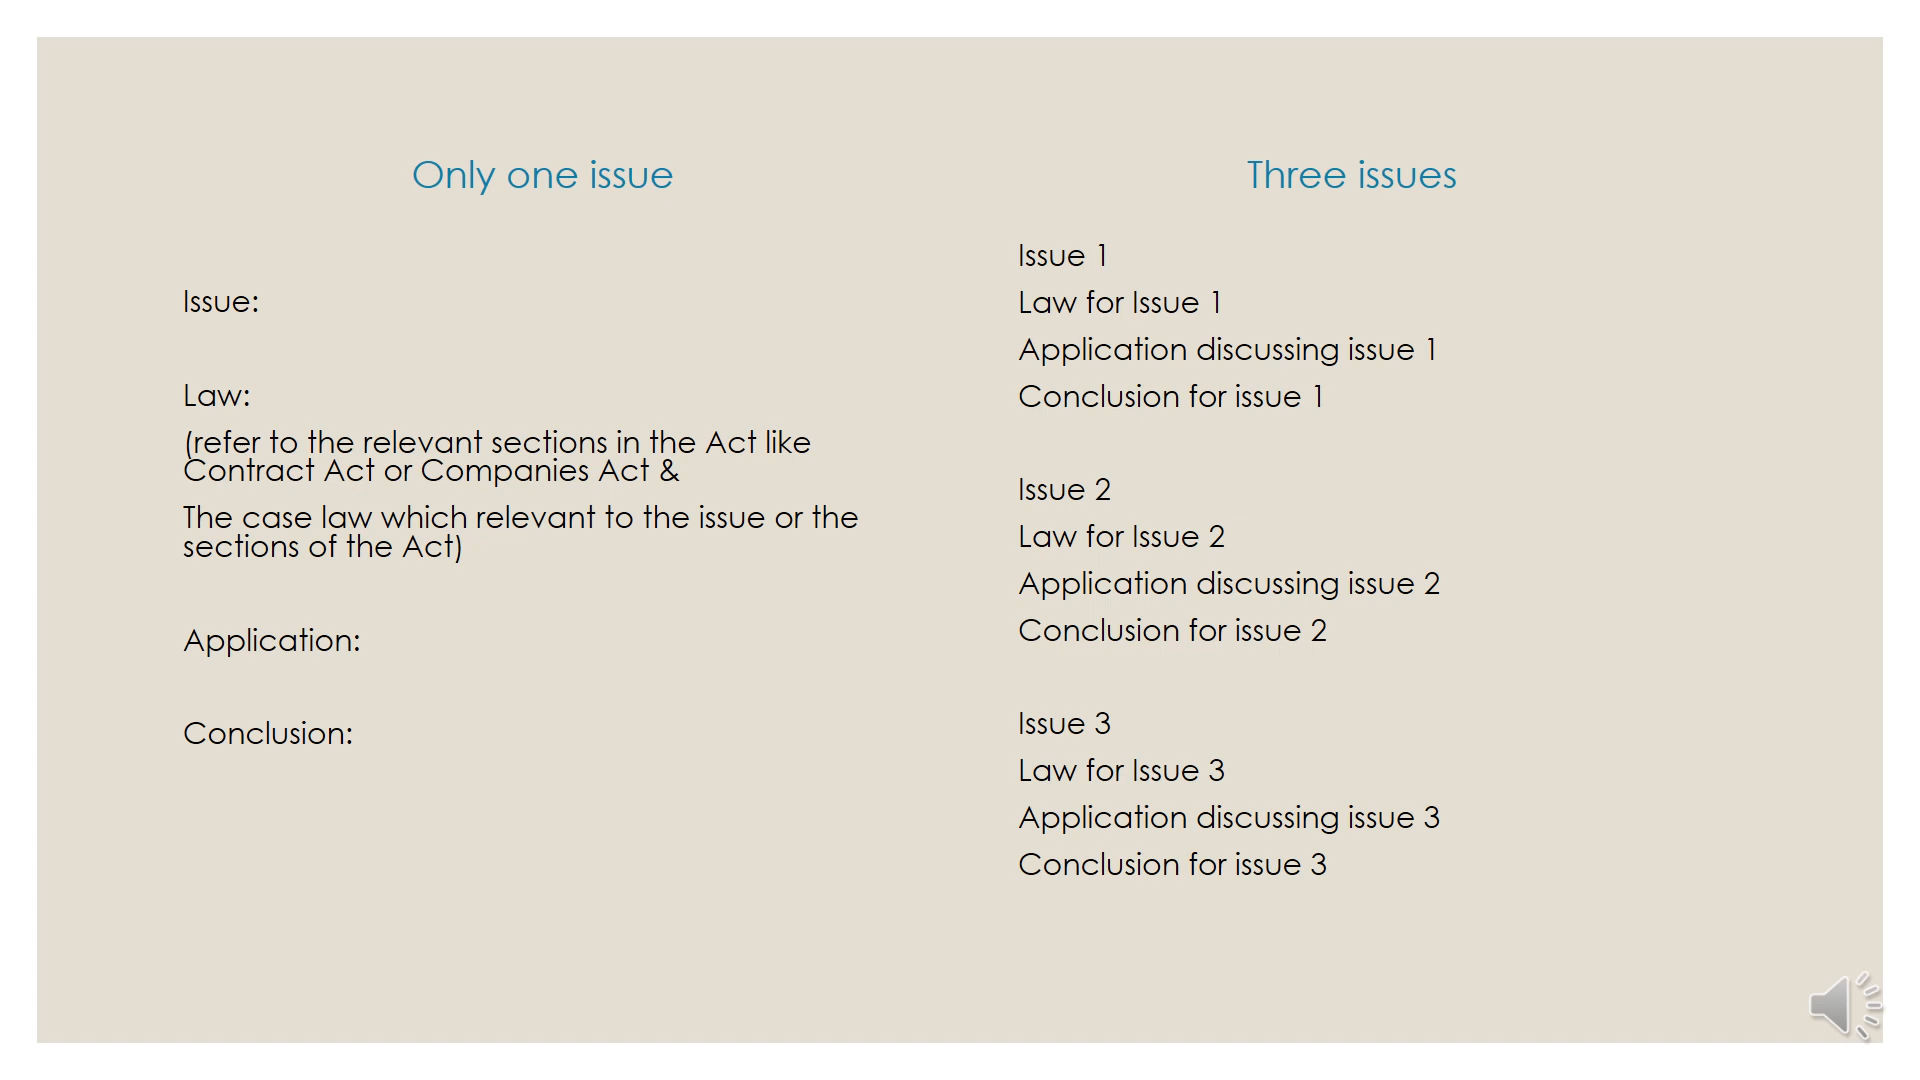 Only one issue
Issue:
Law:
(refer to the relevant sections in the Act like
Contract Act or Companies Act &
The case law which relevant to the issue or the
sections of the Act)
Application:
Conclusion:
Three issues
Issue 1
Law for Issue 1
Application discussing issue 1
Conclusion for issue 1
Issue 2
Law for Issue 2
Application discussing issue 2
Conclusion for issue 2
Issue 3
Law for Issue 3
Application discussing issue 3
Conclusion for issue 3